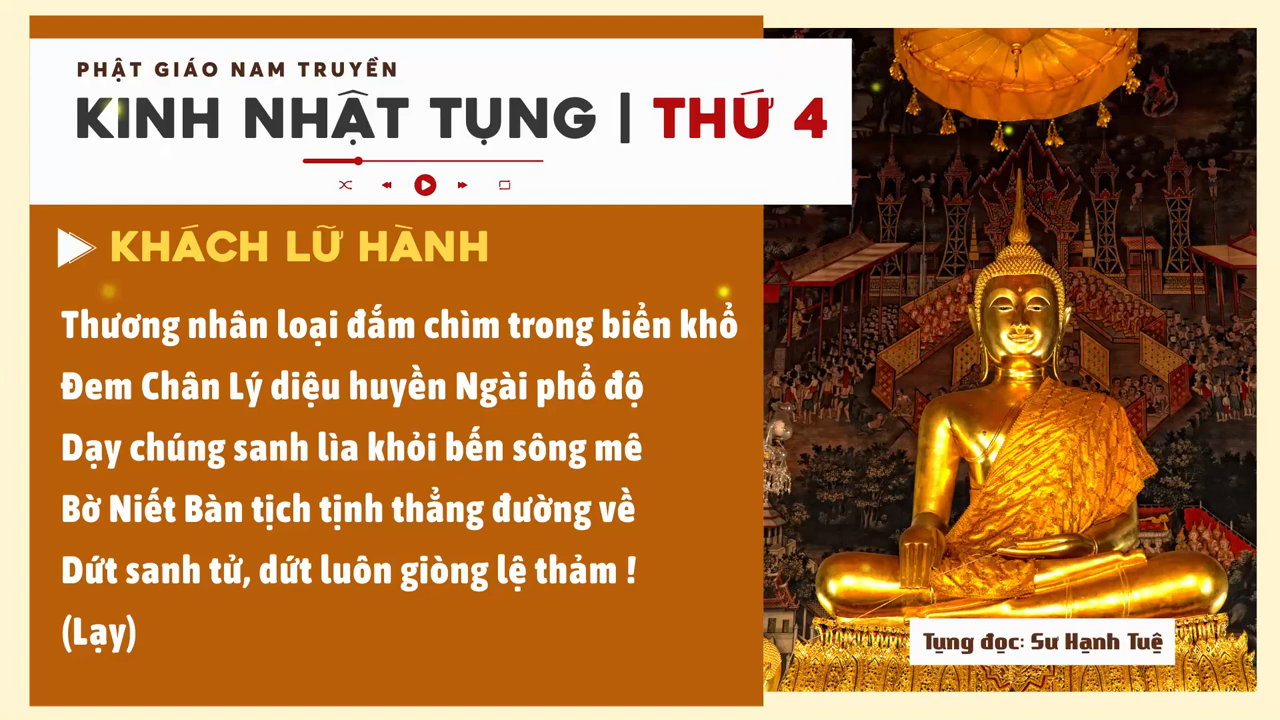 PHẬT GIÁO NAM TRUYỀN
KINH NHẬT TỤNG | THỨ 4
KHÁCH LỮ HÀNH
Thương nhân loại đắm chìm trong biển khổ
Đem Chân Lý diệu huyền Ngài phổ độ
Dạy chúng sanh lìa khỏi bến sông mê
Bờ Niết Bàn tịch tịnh thẳng đường về
Dứt sanh tử, dứt luôn giòng lệ thảm !
(Lạy)
Tụng đọc: Sư Hạnh Tuệ